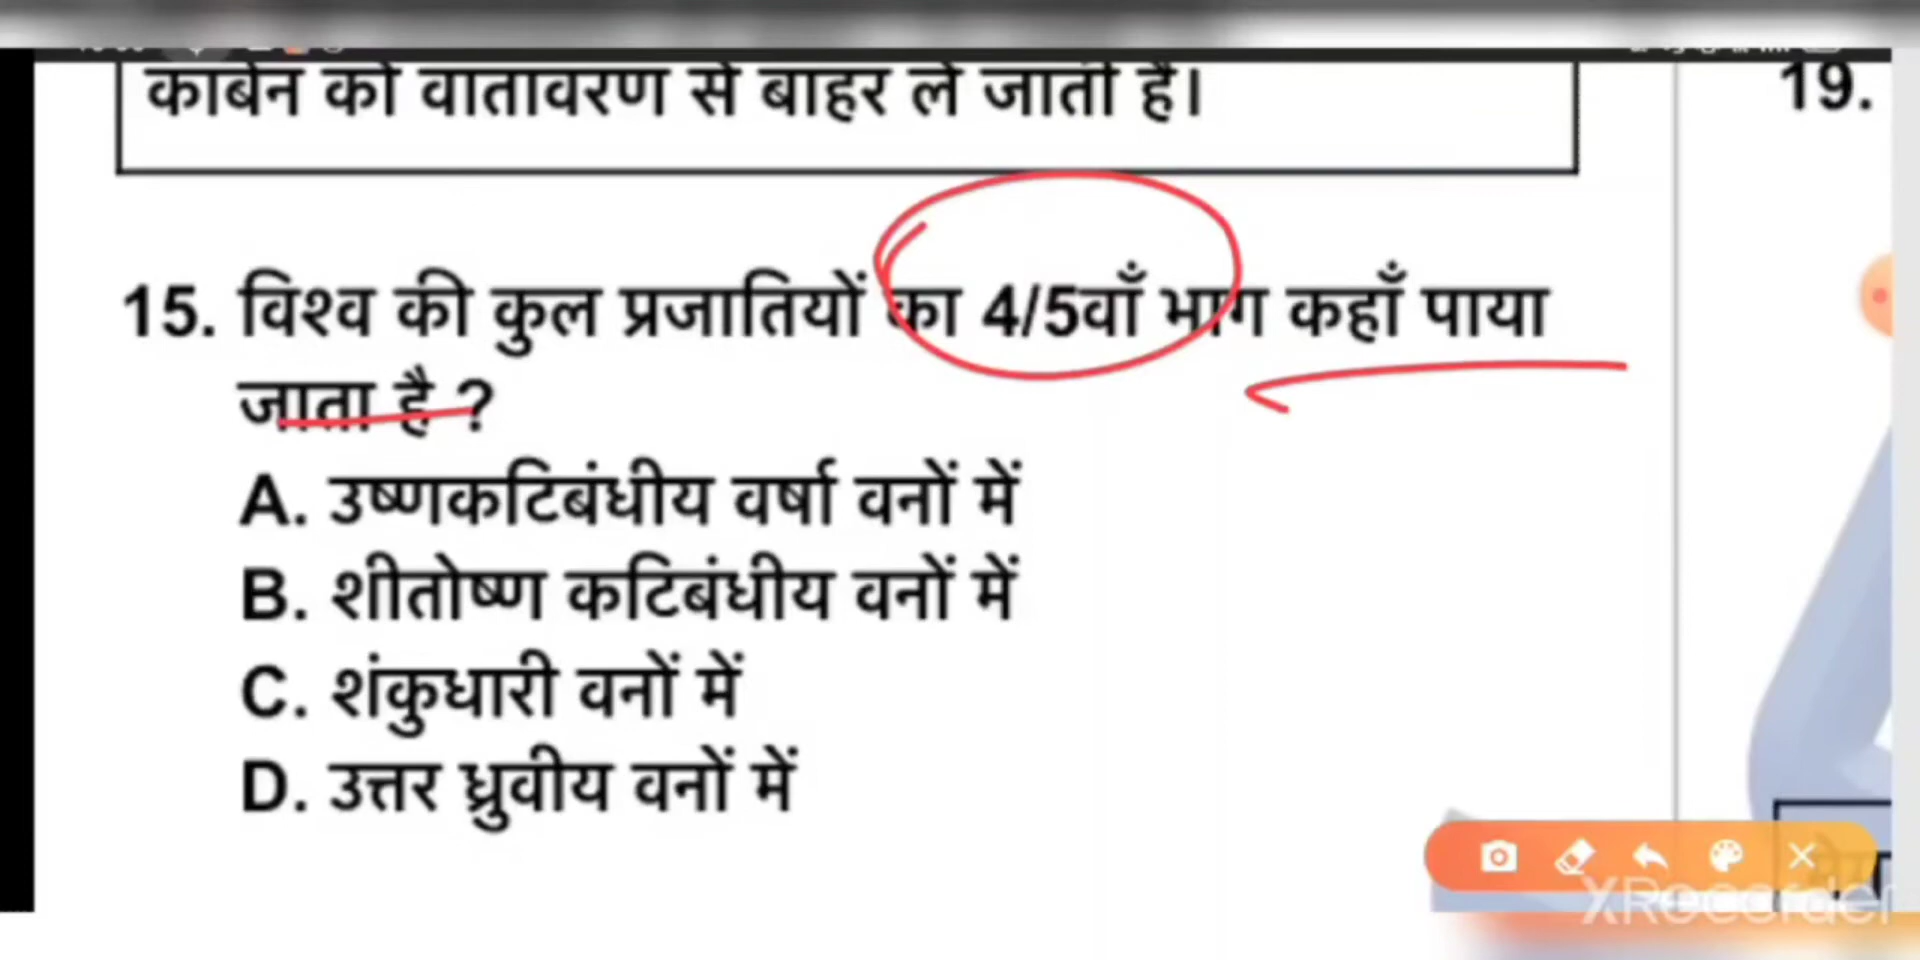 कार्बन को वातावरण से बाहर ले जाती है।
19.
15. विश्व की कुल प्रजातियों का 4/5वाँ भाग कहाँ पाया
जाता है ?
A. उष्णकटिबंधीय वर्षा वनों में
B. शीतोष्ण कटिबंधीय वनों में
C. शंकुधारी वनों में
D. उत्तर ध्रुवीय वनों में
XRecorder